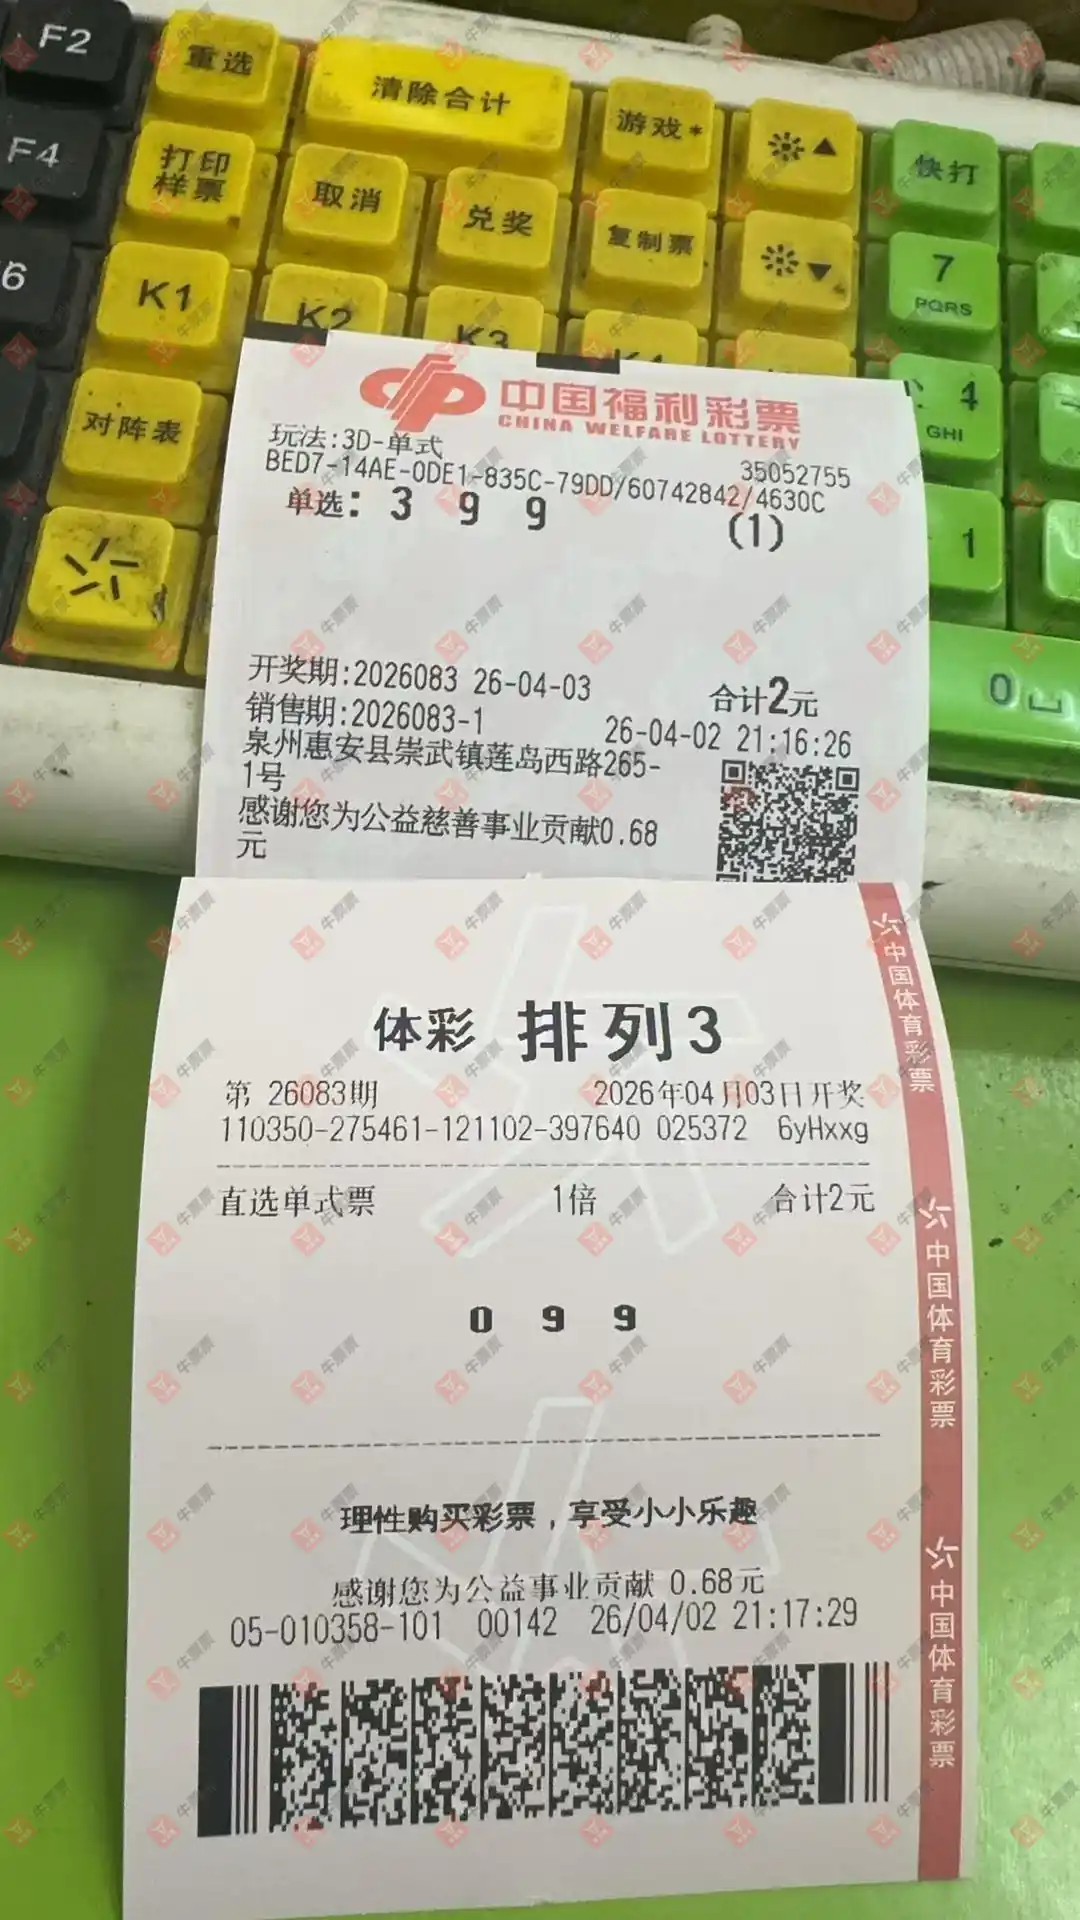 F2
重选
清除合计
游戏*
▲
快打
F4
打印
样票
取消
兑奖
复制票
▼
7
PQRS
6
K1
K2
K3
K4
4
GHI
对阵表
1
0
中国福利彩票
CHINA WELFARE LOTTERY
玩法:3D-单式
35052755
BED7-14AE-0DE1-835C-79DD/60742842/4630C
单选: 3 9 9
(1)
开奖期:2026083 26-04-03
合计2元
销售期:2026083-1
26-04-02 21:16:26
泉州惠安县崇武镇莲岛西路265-
1号
感谢您为公益慈善事业贡献0.68
元
体彩 排列3
第 26083期
2026年04月03日开奖
110350-275461-121102-397640 025372 6yHxxg
直选单式票 1倍 合计2元
0 9 9
理性购买彩票，享受小小乐趣
感谢您为公益事业贡献 0.68元
05-010358-101 00142 26/04/02 21:17:29
中国体育彩票
中国体育彩票
中国体育彩票
牛票票